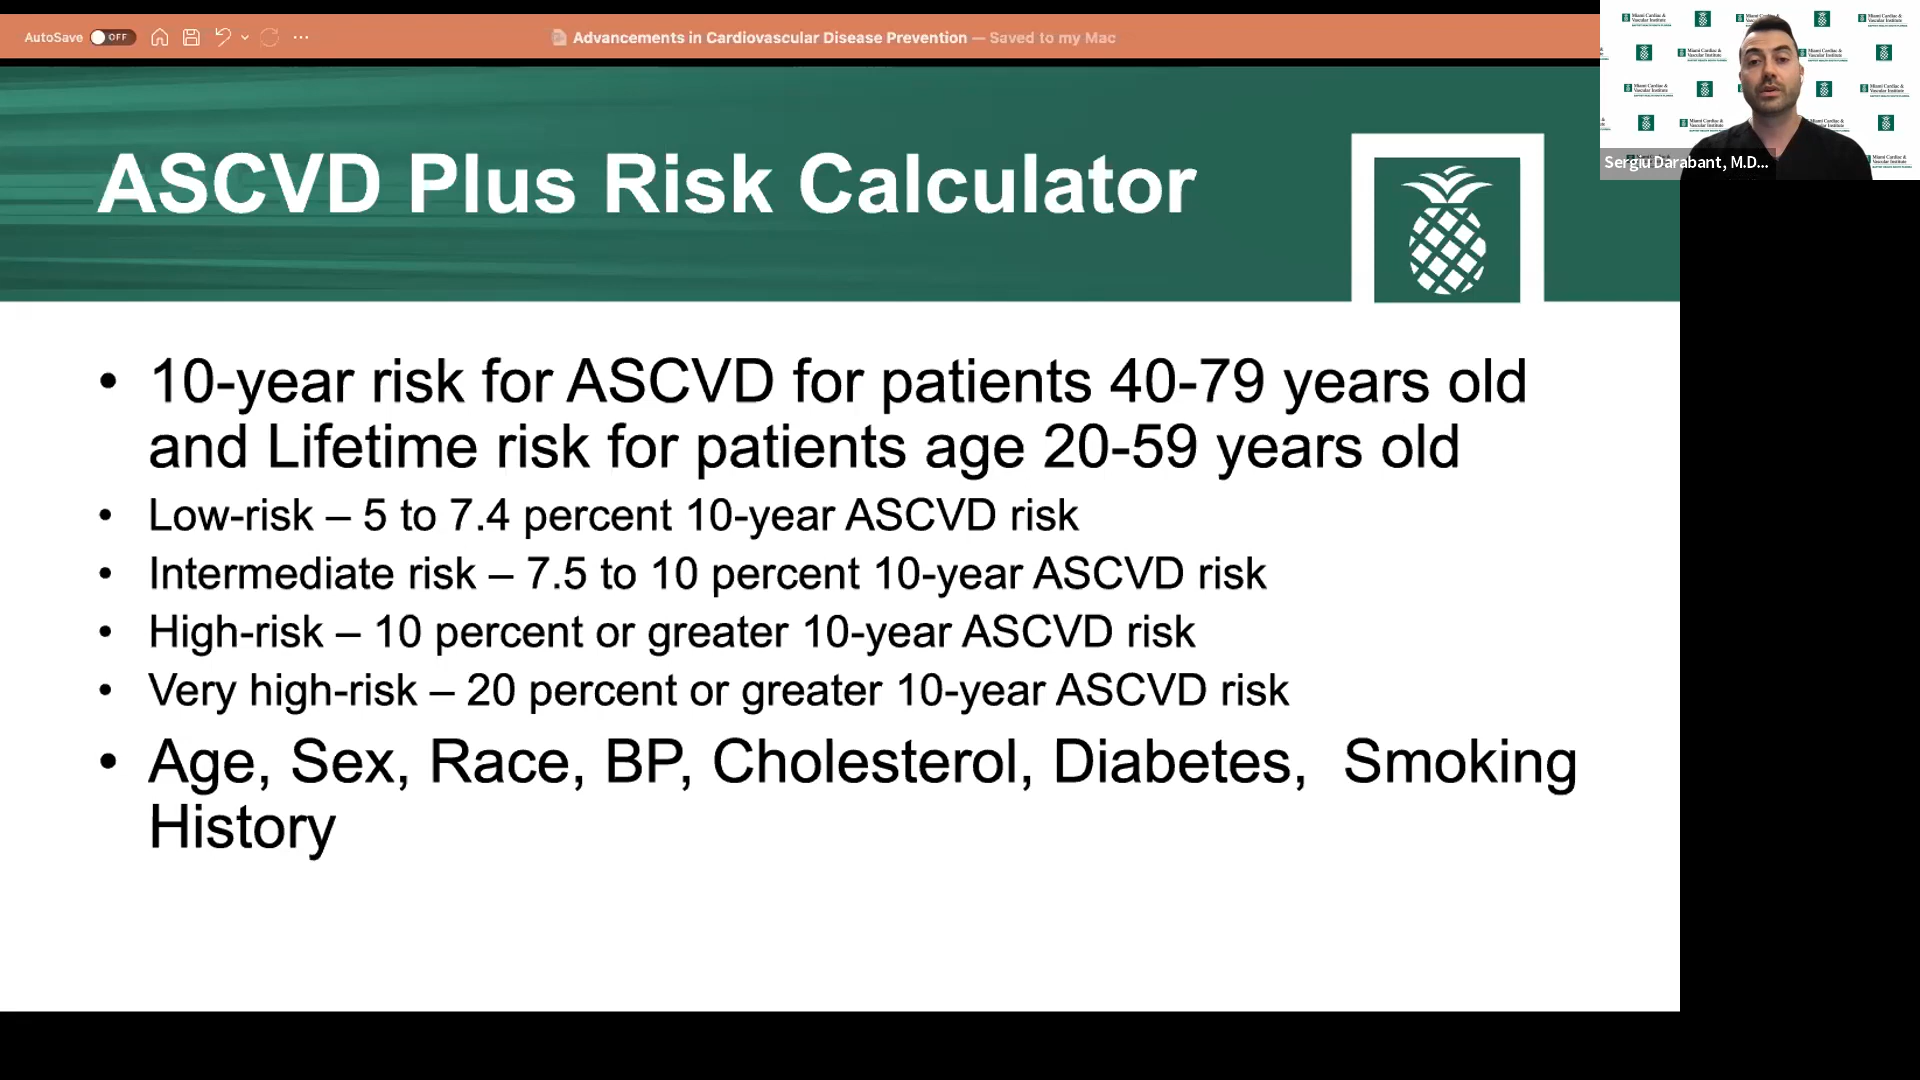 AutoSave OFF
Advancements in Cardiovascular Disease Prevention — Saved to my Mac
ASCVD Plus Risk Calculator
• 10-year risk for ASCVD for patients 40-79 years old
and Lifetime risk for patients age 20-59 years old
• Low-risk – 5 to 7.4 percent 10-year ASCVD risk
• Intermediate risk – 7.5 to 10 percent 10-year ASCVD risk
• High-risk – 10 percent or greater 10-year ASCVD risk
• Very high-risk – 20 percent or greater 10-year ASCVD risk
• Age, Sex, Race, BP, Cholesterol, Diabetes,  Smoking
History
Miami Cardiac &
Vascular Institute
Sergiu Darabant, M.D...